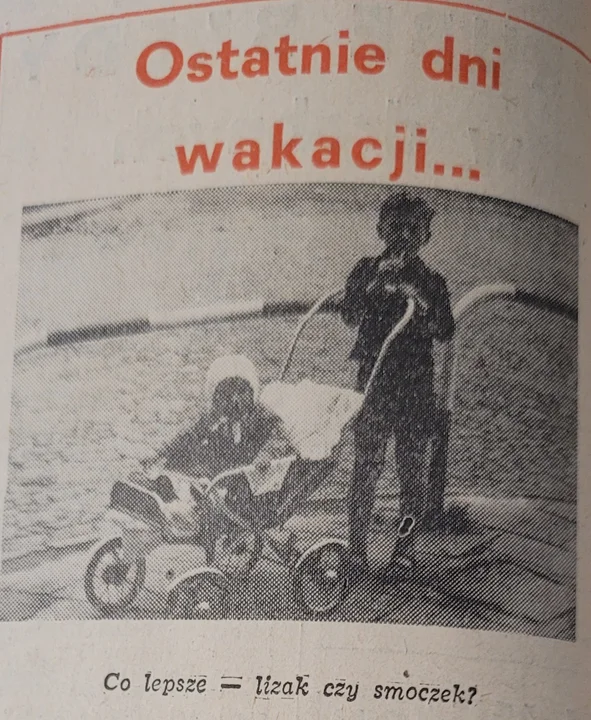 Ostatnie dni
wakacji...
Co lepsze — lizak czy smoczek?